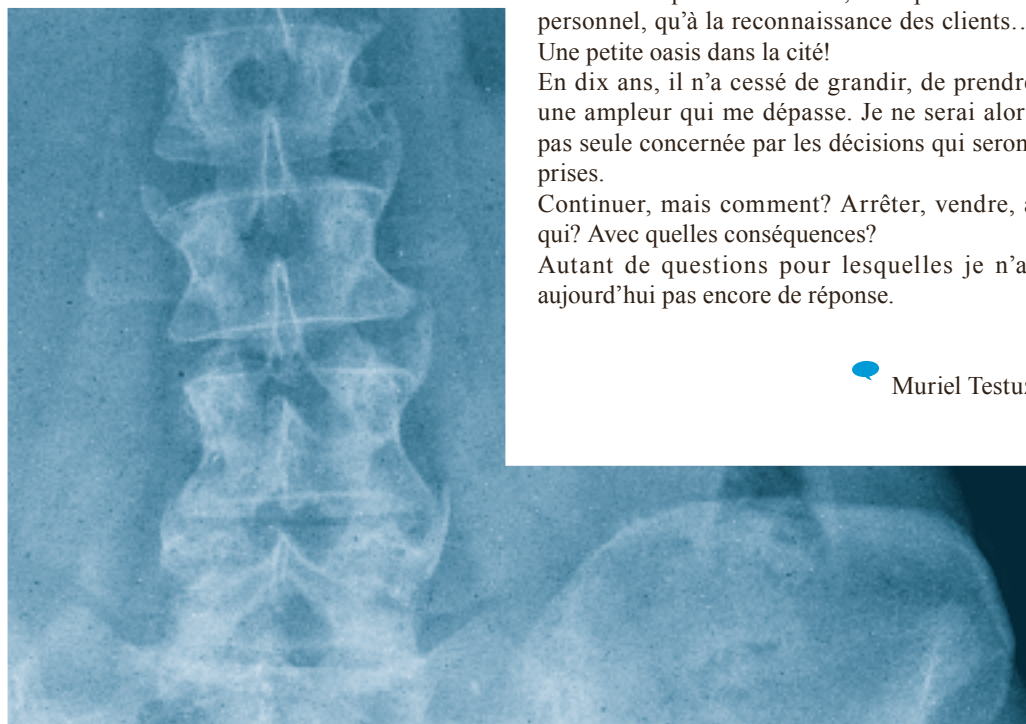 personnel, qu'à la reconnaissance des clients…
Une petite oasis dans la cité!
En dix ans, il n'a cessé de grandir, de prendre
une ampleur qui me dépasse. Je ne serai alor
pas seule concernée par les décisions qui seron
prises.
Continuer, mais comment? Arrêter, vendre, à
qui? Avec quelles conséquences?
Autant de questions pour lesquelles je n'a
aujourd'hui pas encore de réponse.
Muriel Testuz